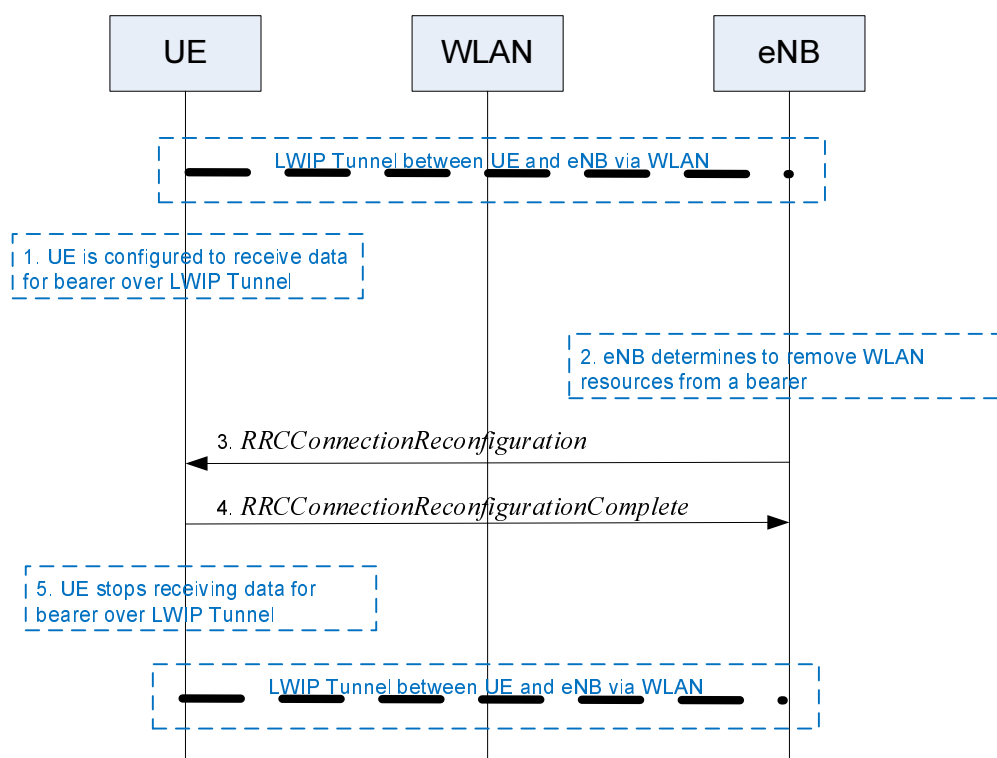 UE
WLAN
eNB
LWIP Tunnel between UE and eNB via WLAN
1. UE is configured to receive data
for bearer over LWIP Tunnel
2. eNB determines to remove WLAN
resources from a bearer
3. RRCConnectionReconfiguration
4. RRCConnectionReconfigurationComplete
5. UE stops receiving data for
bearer over LWIP Tunnel
LWIP Tunnel between UE and eNB via WLAN